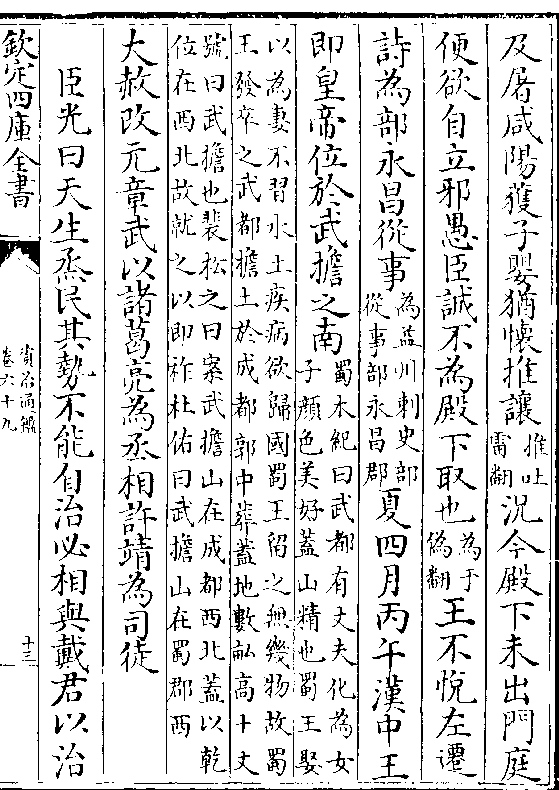 及屠咸陽獲子嬰猶懷推讓推吐雷翻況今殿下未出門庭
便欲自立邪愚臣誠不為殿下取也為于偽翻王不悅左遷
詩為部永昌從事為益州刺史部從事部永昌郡夏四月丙午漢中王
即皇帝位於武擔之南蜀本紀曰武都有丈夫化為女子顏色美好蓋山精也蜀王娶
以為妻不習水土疾病欲歸國蜀王留之無幾物故蜀
王發卒之武都擔土於成都郭中葬蓋地數畝高十丈
號曰武擔也裴松之曰案武擔山在成都西北蓋以乾
位在西北故就之以即祚杜佑曰武擔山在蜀郡西
大赦改元章武以諸葛亮為丞相許靖為司徒
臣光曰天生烝民其勢不能自治必相與戴君以治
欽定四庫全書
資治通鑑
卷六十九
十三